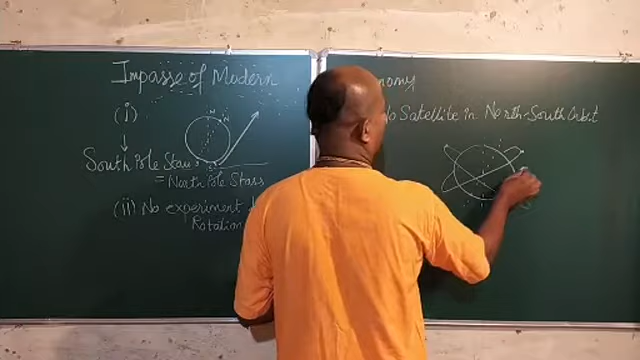 Impasse of Modern
(i)
N
N
S
South Pole Stars
= North Pole Stars
(ii) No experiment
Rotation
No Satellite in North-South Orbit